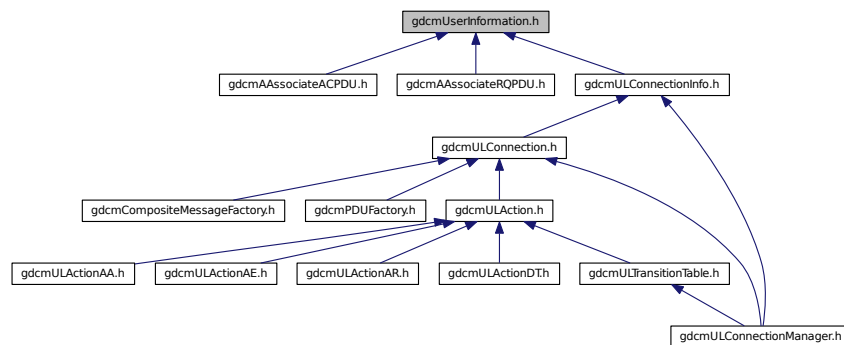 gdcmUserInformation.h
gdcmAAssociateACPDU.h
gdcmAAssociateRQPDU.h
gdcmULConnectionInfo.h
gdcmULConnection.h
gdcmCompositeMessageFactory.h
gdcmPDUFactory.h
gdcmULAction.h
gdcmULActionAA.h
gdcmULActionAE.h
gdcmULActionAR.h
gdcmULActionDT.h
gdcmULTransitionTable.h
gdcmULConnectionManager.h